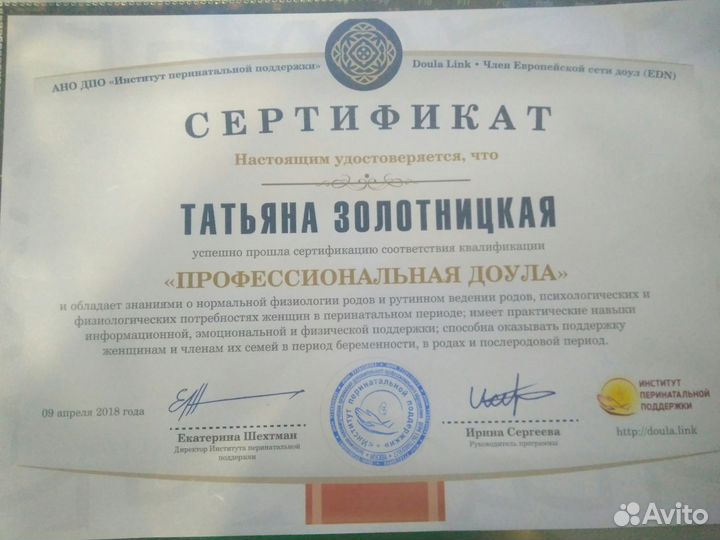 АНО ДПО «Институт перинатальной поддержки»
Doula Link • Член Европейской сети доул (EDN)
СЕРТИФИКАТ
Настоящим удостоверяется, что
ТАТЬЯНА ЗОЛОТНИЦКАЯ
успешно прошла сертификацию соответствия квалификации
«ПРОФЕССИОНАЛЬНАЯ ДОУЛА»
и обладает знаниями о нормальной физиологии родов и рутинном ведении родов, психологических и
физиологических потребностях женщин в перинатальном периоде; имеет практические навыки
информационной, эмоциональной и физической поддержки; способна оказывать поддержку
женщинам и членам их семей в период беременности, в родах и послеродовой период.
09 апреля 2018 года
Екатерина Шехтман
Директор Института перинатальной
поддержки
«Институт перинатальной поддержки»
Ирина Сергеева
Руководитель программы
ИНСТИТУТ
ПЕРИНАТАЛЬНОЙ
ПОДДЕРЖКИ
http://doula.link
Avito